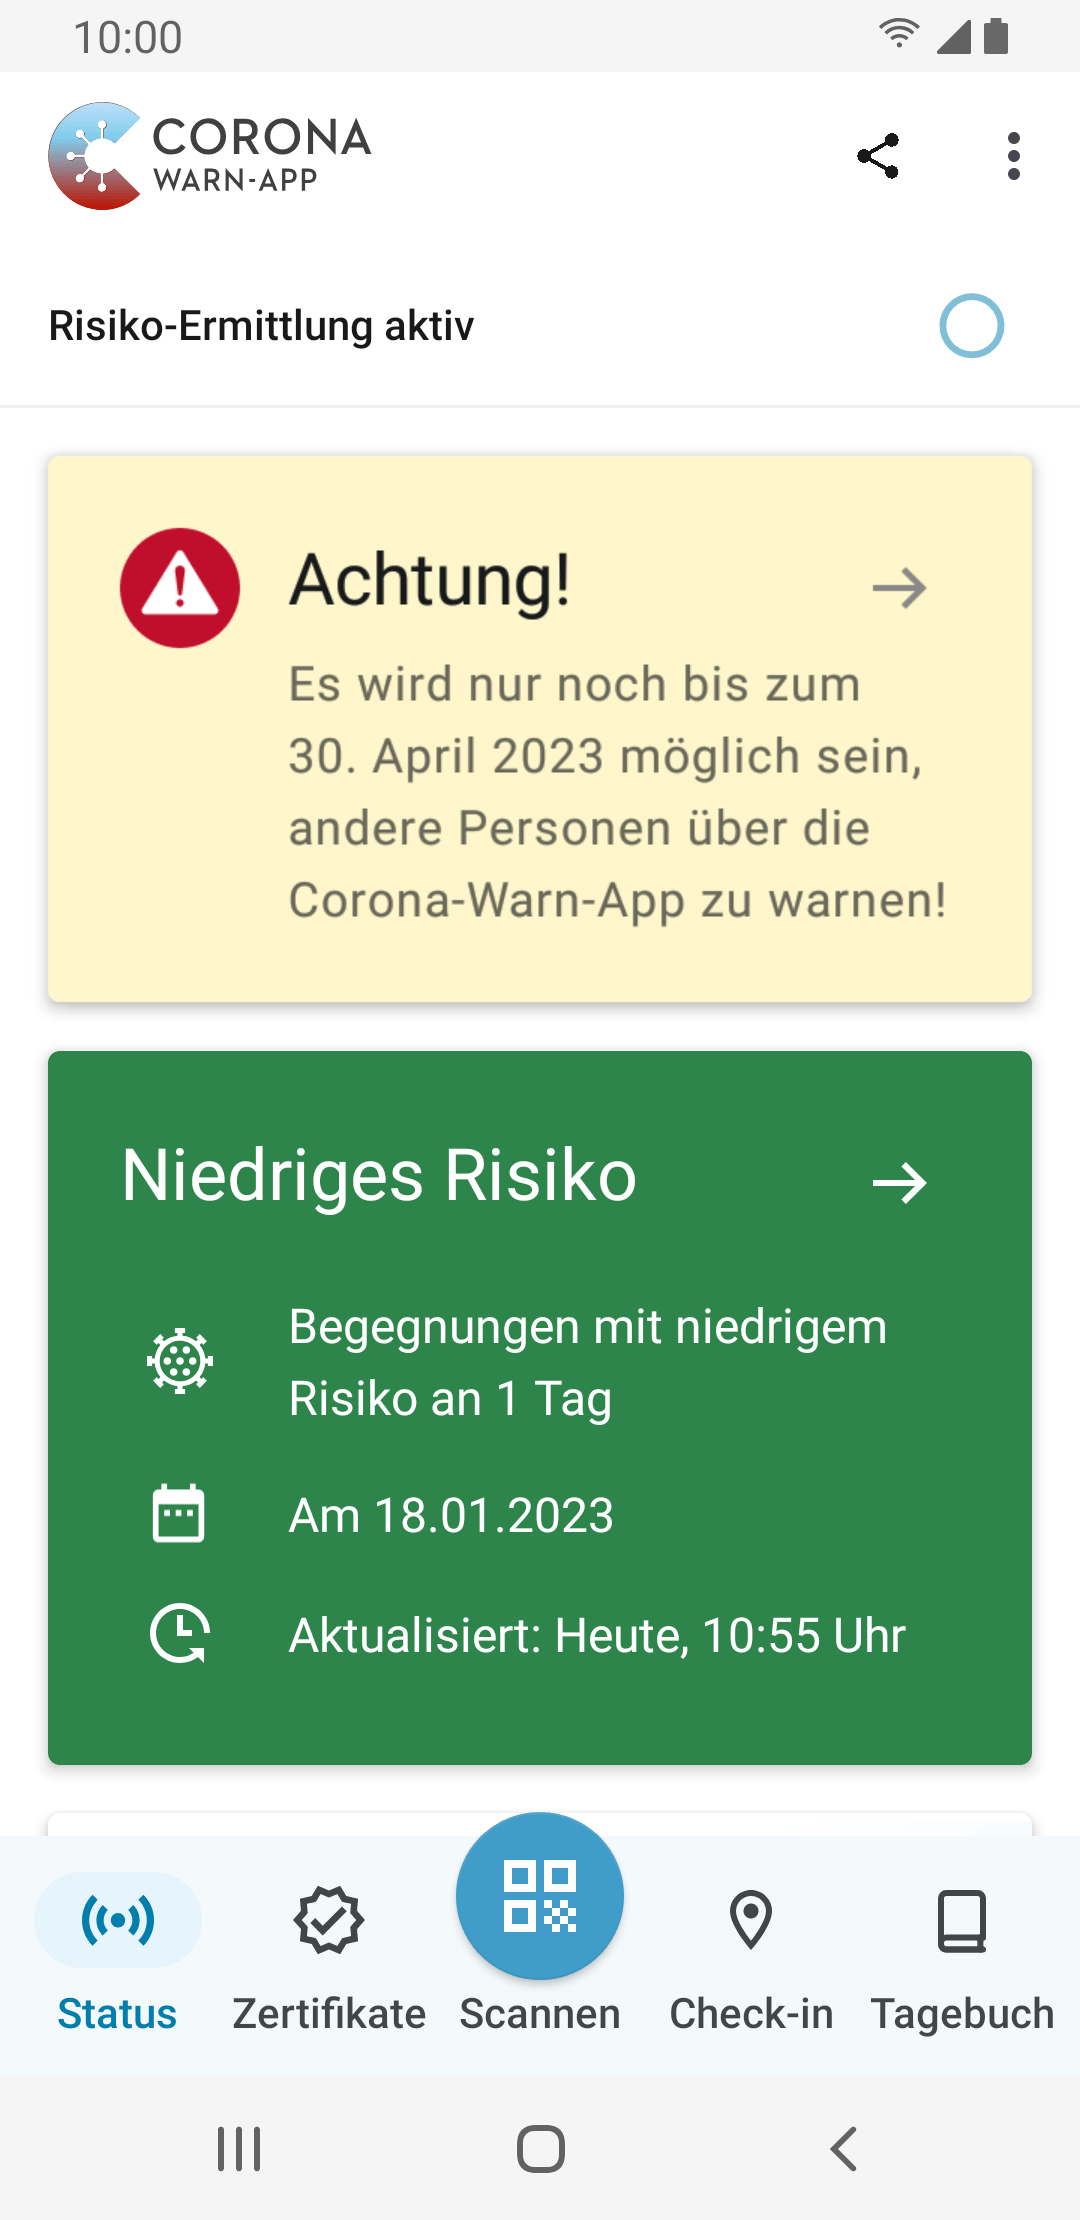 10:00
CORONA
WARN-APP
Risiko-Ermittlung aktiv
Achtung!
Es wird nur noch bis zum
30. April 2023 möglich sein,
andere Personen über die
Corona-Warn-App zu warnen!
Niedriges Risiko
Begegnungen mit niedrigem
Risiko an 1 Tag
Am 18.01.2023
Aktualisiert: Heute, 10:55 Uhr
Status
Zertifikate
Scannen
Check-in
Tagebuch